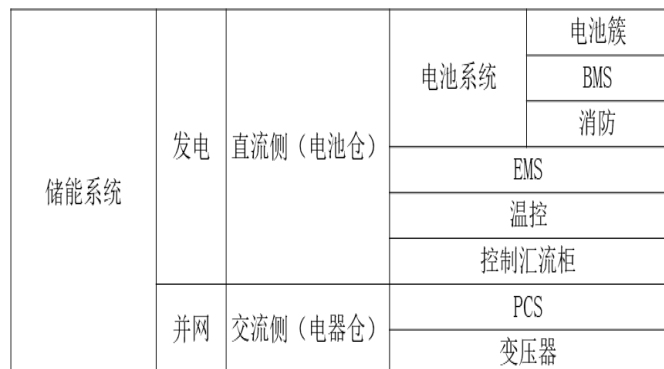 电池簇
电池系统
BMS
消防
发电
直流侧（电池仓）
EMS
储能系统
温控
控制汇流柜
并网
交流侧（电器仓）
PCS
变压器